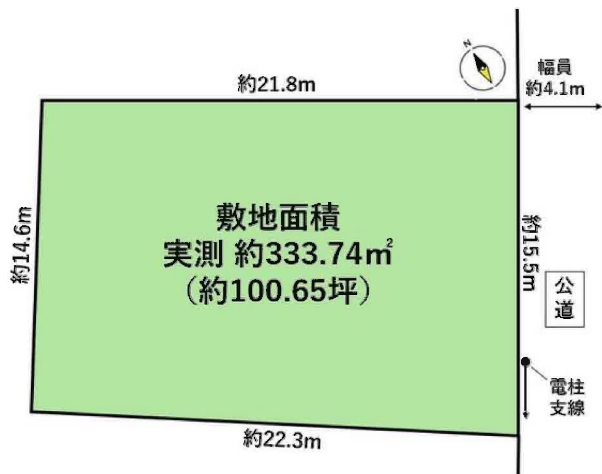 N
幅員
約4.1m
約21.8m
敷地面積
実測 約333.74㎡
（約100.65坪）
約14.6m
約15.5m
公道
電柱
支線
約22.3m